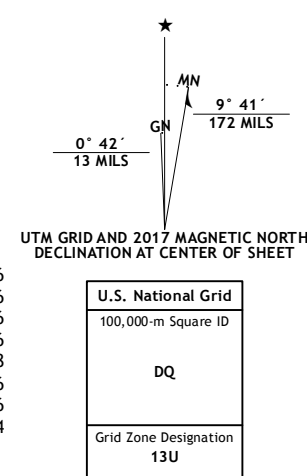 ★
MN
GN
9° 41´
172 MILS
0° 42´
13 MILS
UTM GRID AND 2017 MAGNETIC NORTH
DECLINATION AT CENTER OF SHEET
U.S. National Grid
100,000-m Square ID
DQ
Grid Zone Designation
13U